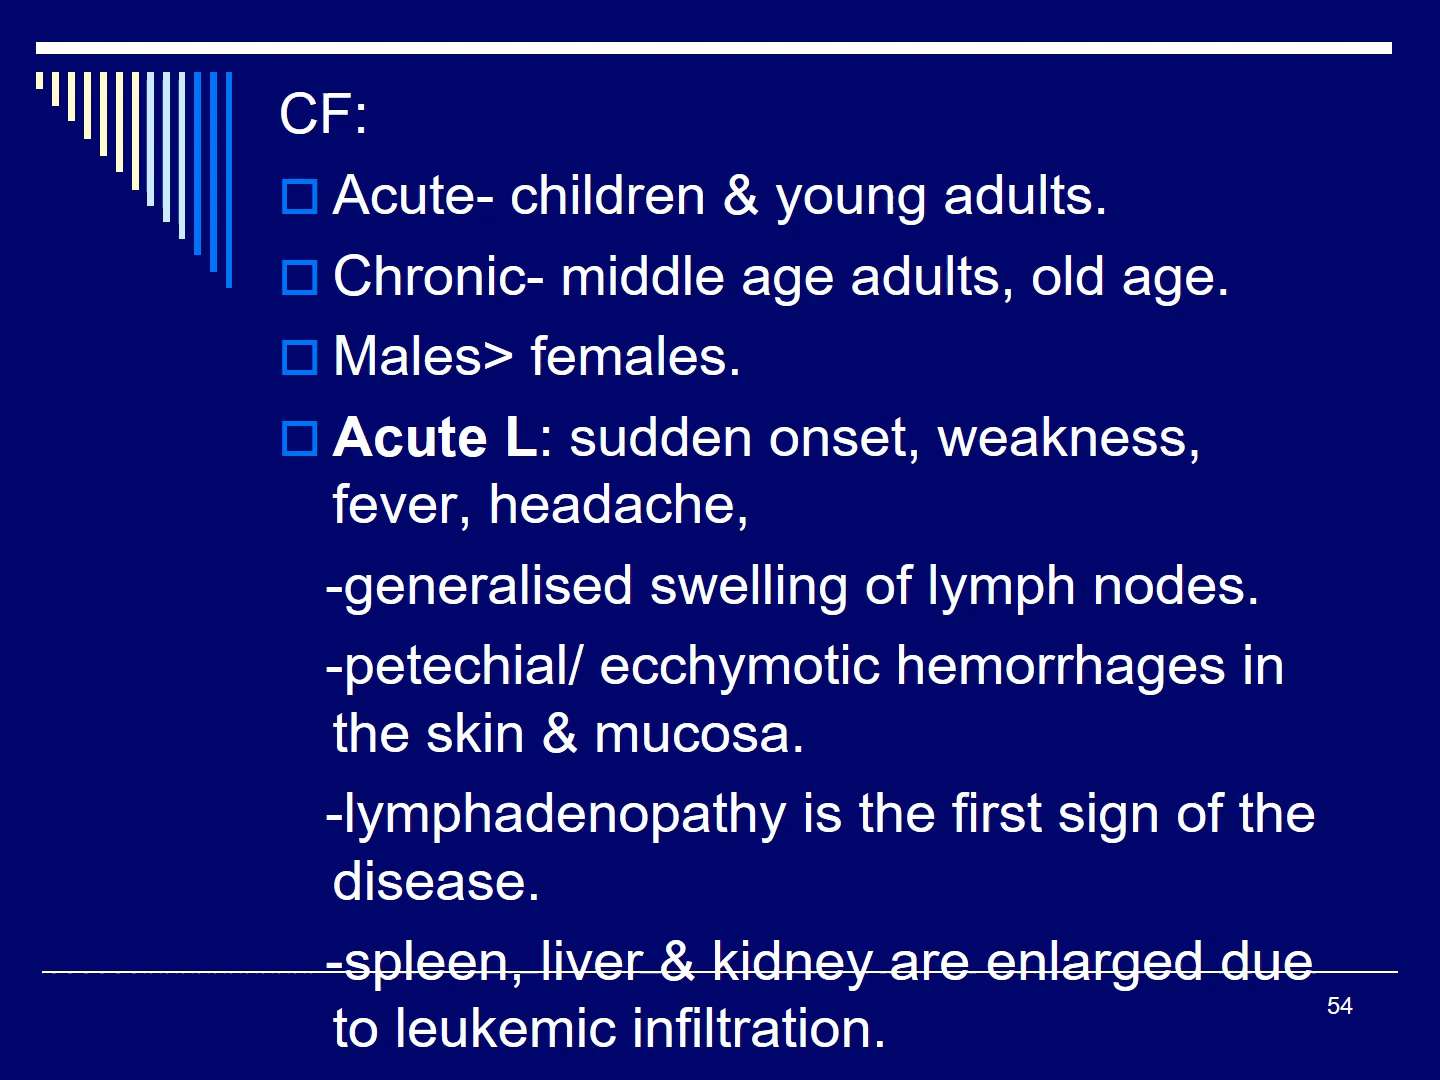 CF:
Acute- children & young adults.
Chronic- middle age adults, old age.
Males> females.
Acute L: sudden onset, weakness,
fever, headache,
-generalised swelling of lymph nodes.
-petechial/ ecchymotic hemorrhages in
the skin & mucosa.
-lymphadenopathy is the first sign of the
disease.
-spleen, liver & kidney are enlarged due
to leukemic infiltration.
54